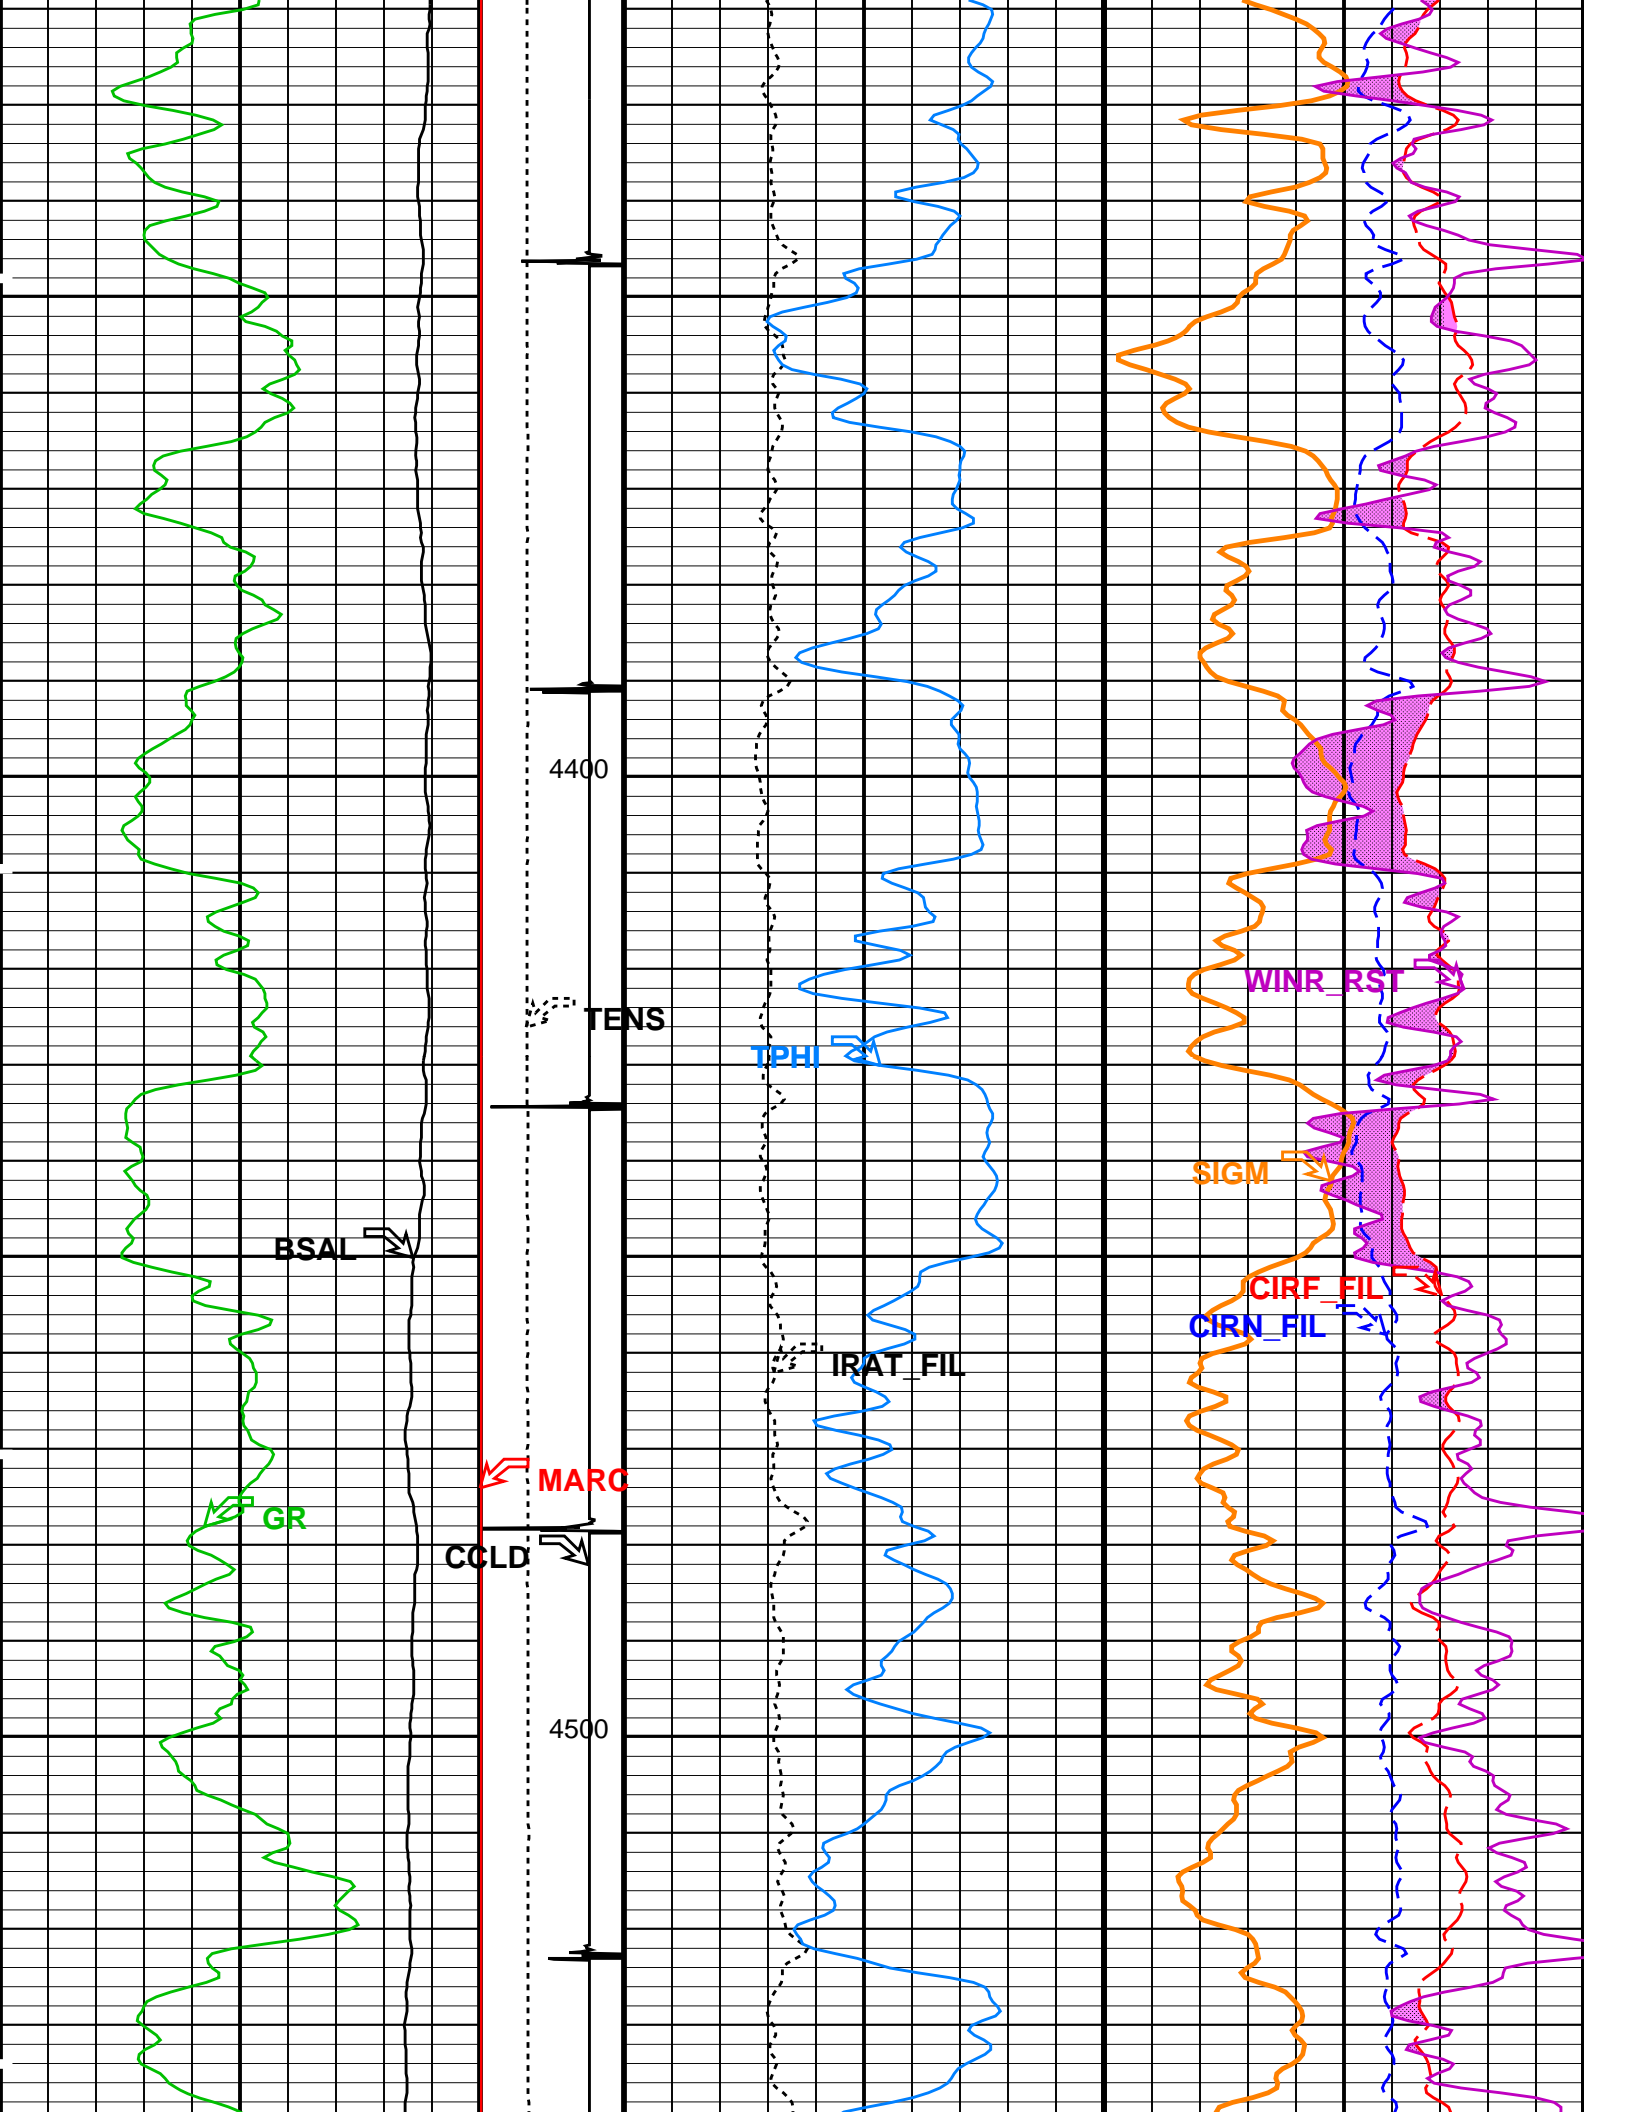 4400
WINR_RST
TENS
TPHI
SIGM
BSAL
CIRF_FIL
CIRN_FIL
IRAT_FIL
MARC
GR
CCLD
4500